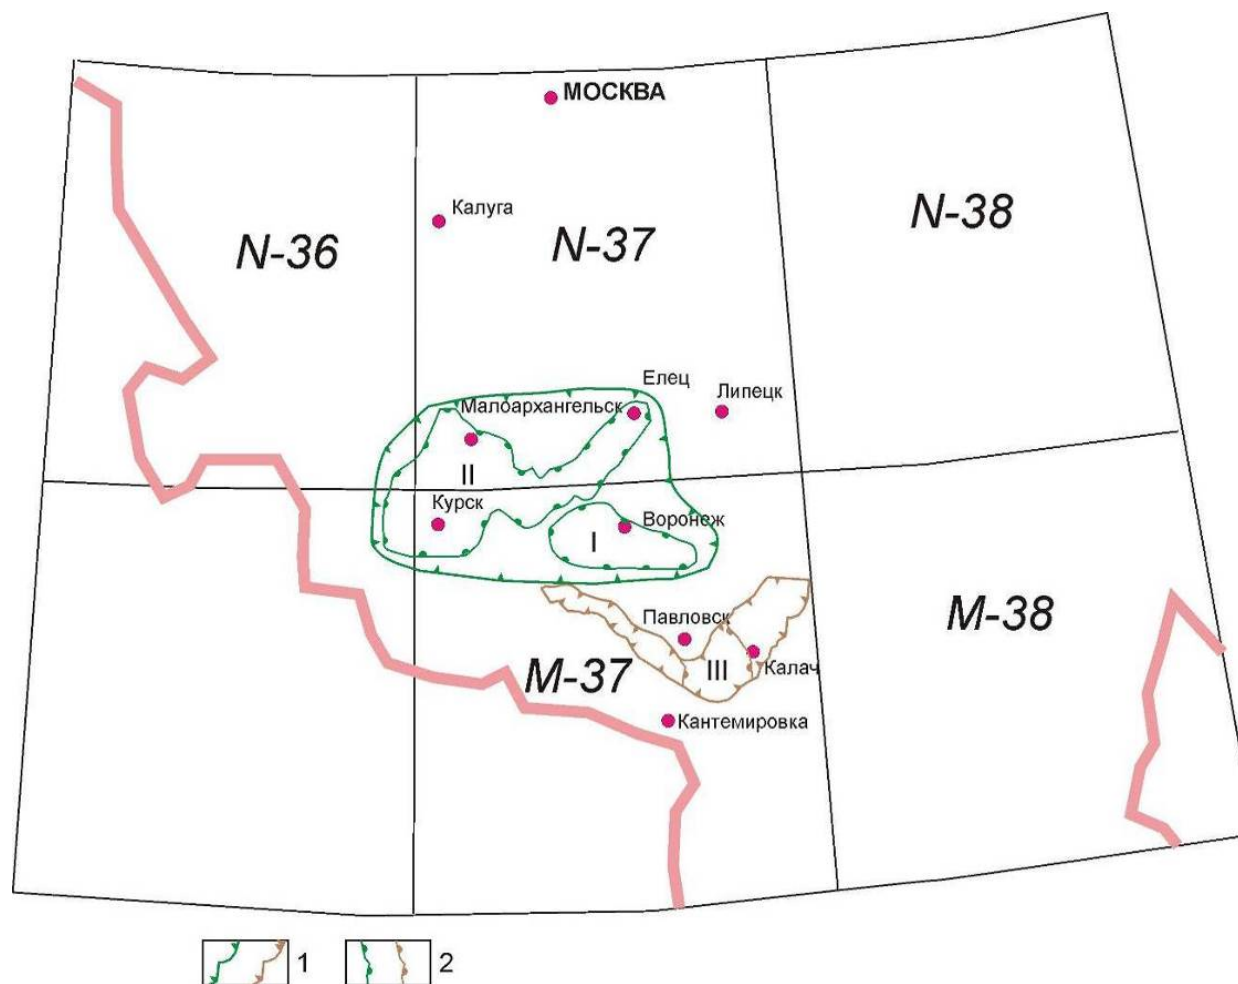 МОСКВА
Калуга
N-36
N-37
N-38
Елец
Липецк
Малоархангельск
II
Курск
Воронеж
I
Павловск
М-38
III
Калач
М-37
Кантемировка
1
2